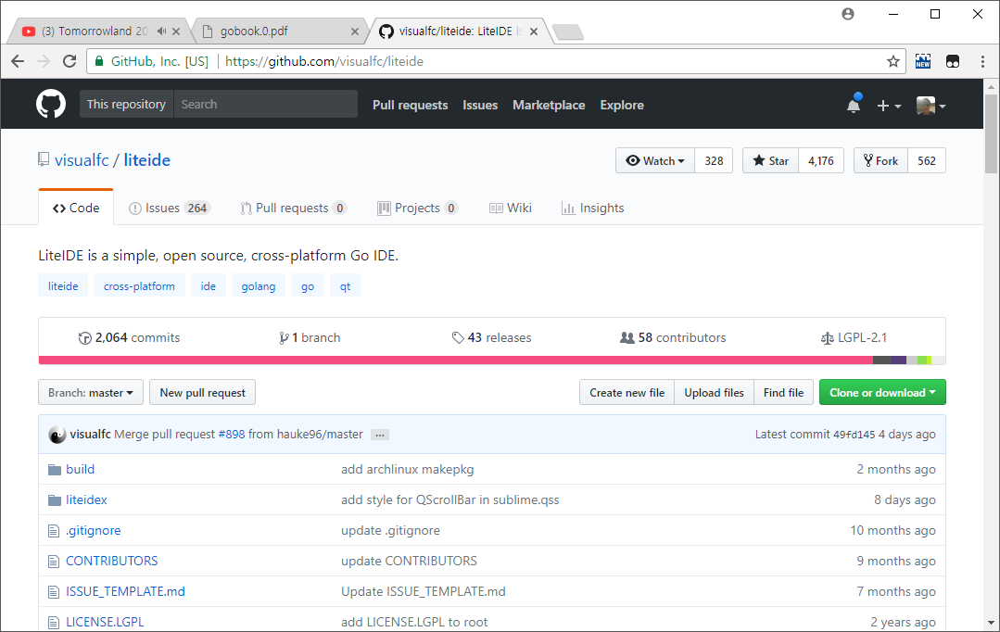 (3) Tomorrowland 20
gobook.0.pdf
visualfc/liteide: LiteIDE is
GitHub, Inc. [US] https://github.com/visualfc/liteide
NEW
This repository Search Pull requests Issues Marketplace Explore
visualfc / liteide
Watch 328 Star 4,176 Fork 562
Code Issues 264 Pull requests 0 Projects 0 Wiki Insights
LiteIDE is a simple, open source, cross-platform Go IDE.
liteide cross-platform ide golang go qt
2,064 commits 1 branch 43 releases 58 contributors LGPL-2.1
Branch: master New pull request Create new file Upload files Find file Clone or download
visualfc Merge pull request #898 from hauke96/master ... Latest commit 49fd145 4 days ago
build add archlinux makepkg 2 months ago
liteidex add style for QScrollBar in sublime.qss 8 days ago
.gitignore update .gitignore 10 months ago
CONTRIBUTORS update CONTRIBUTORS 9 months ago
ISSUE_TEMPLATE.md Update ISSUE_TEMPLATE.md 7 months ago
LICENSE.LGPL add LICENSE.LGPL to root 2 years ago